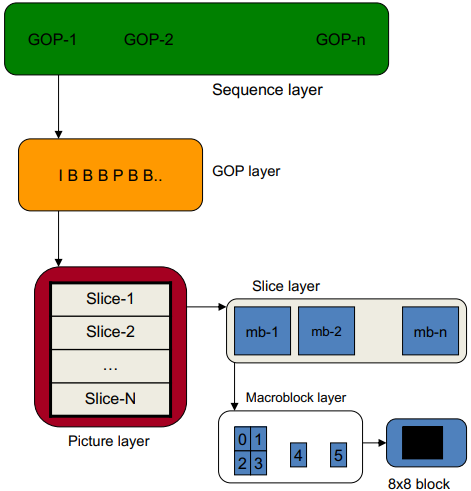 GOP-1 GOP-2 GOP-n
Sequence layer
I B B B P B B..
GOP layer
Slice-1
Slice-2
...
Slice-N
Picture layer
Slice layer
mb-1 mb-2 mb-n
Macroblock layer
0 1
2 3
4 5
8x8 block